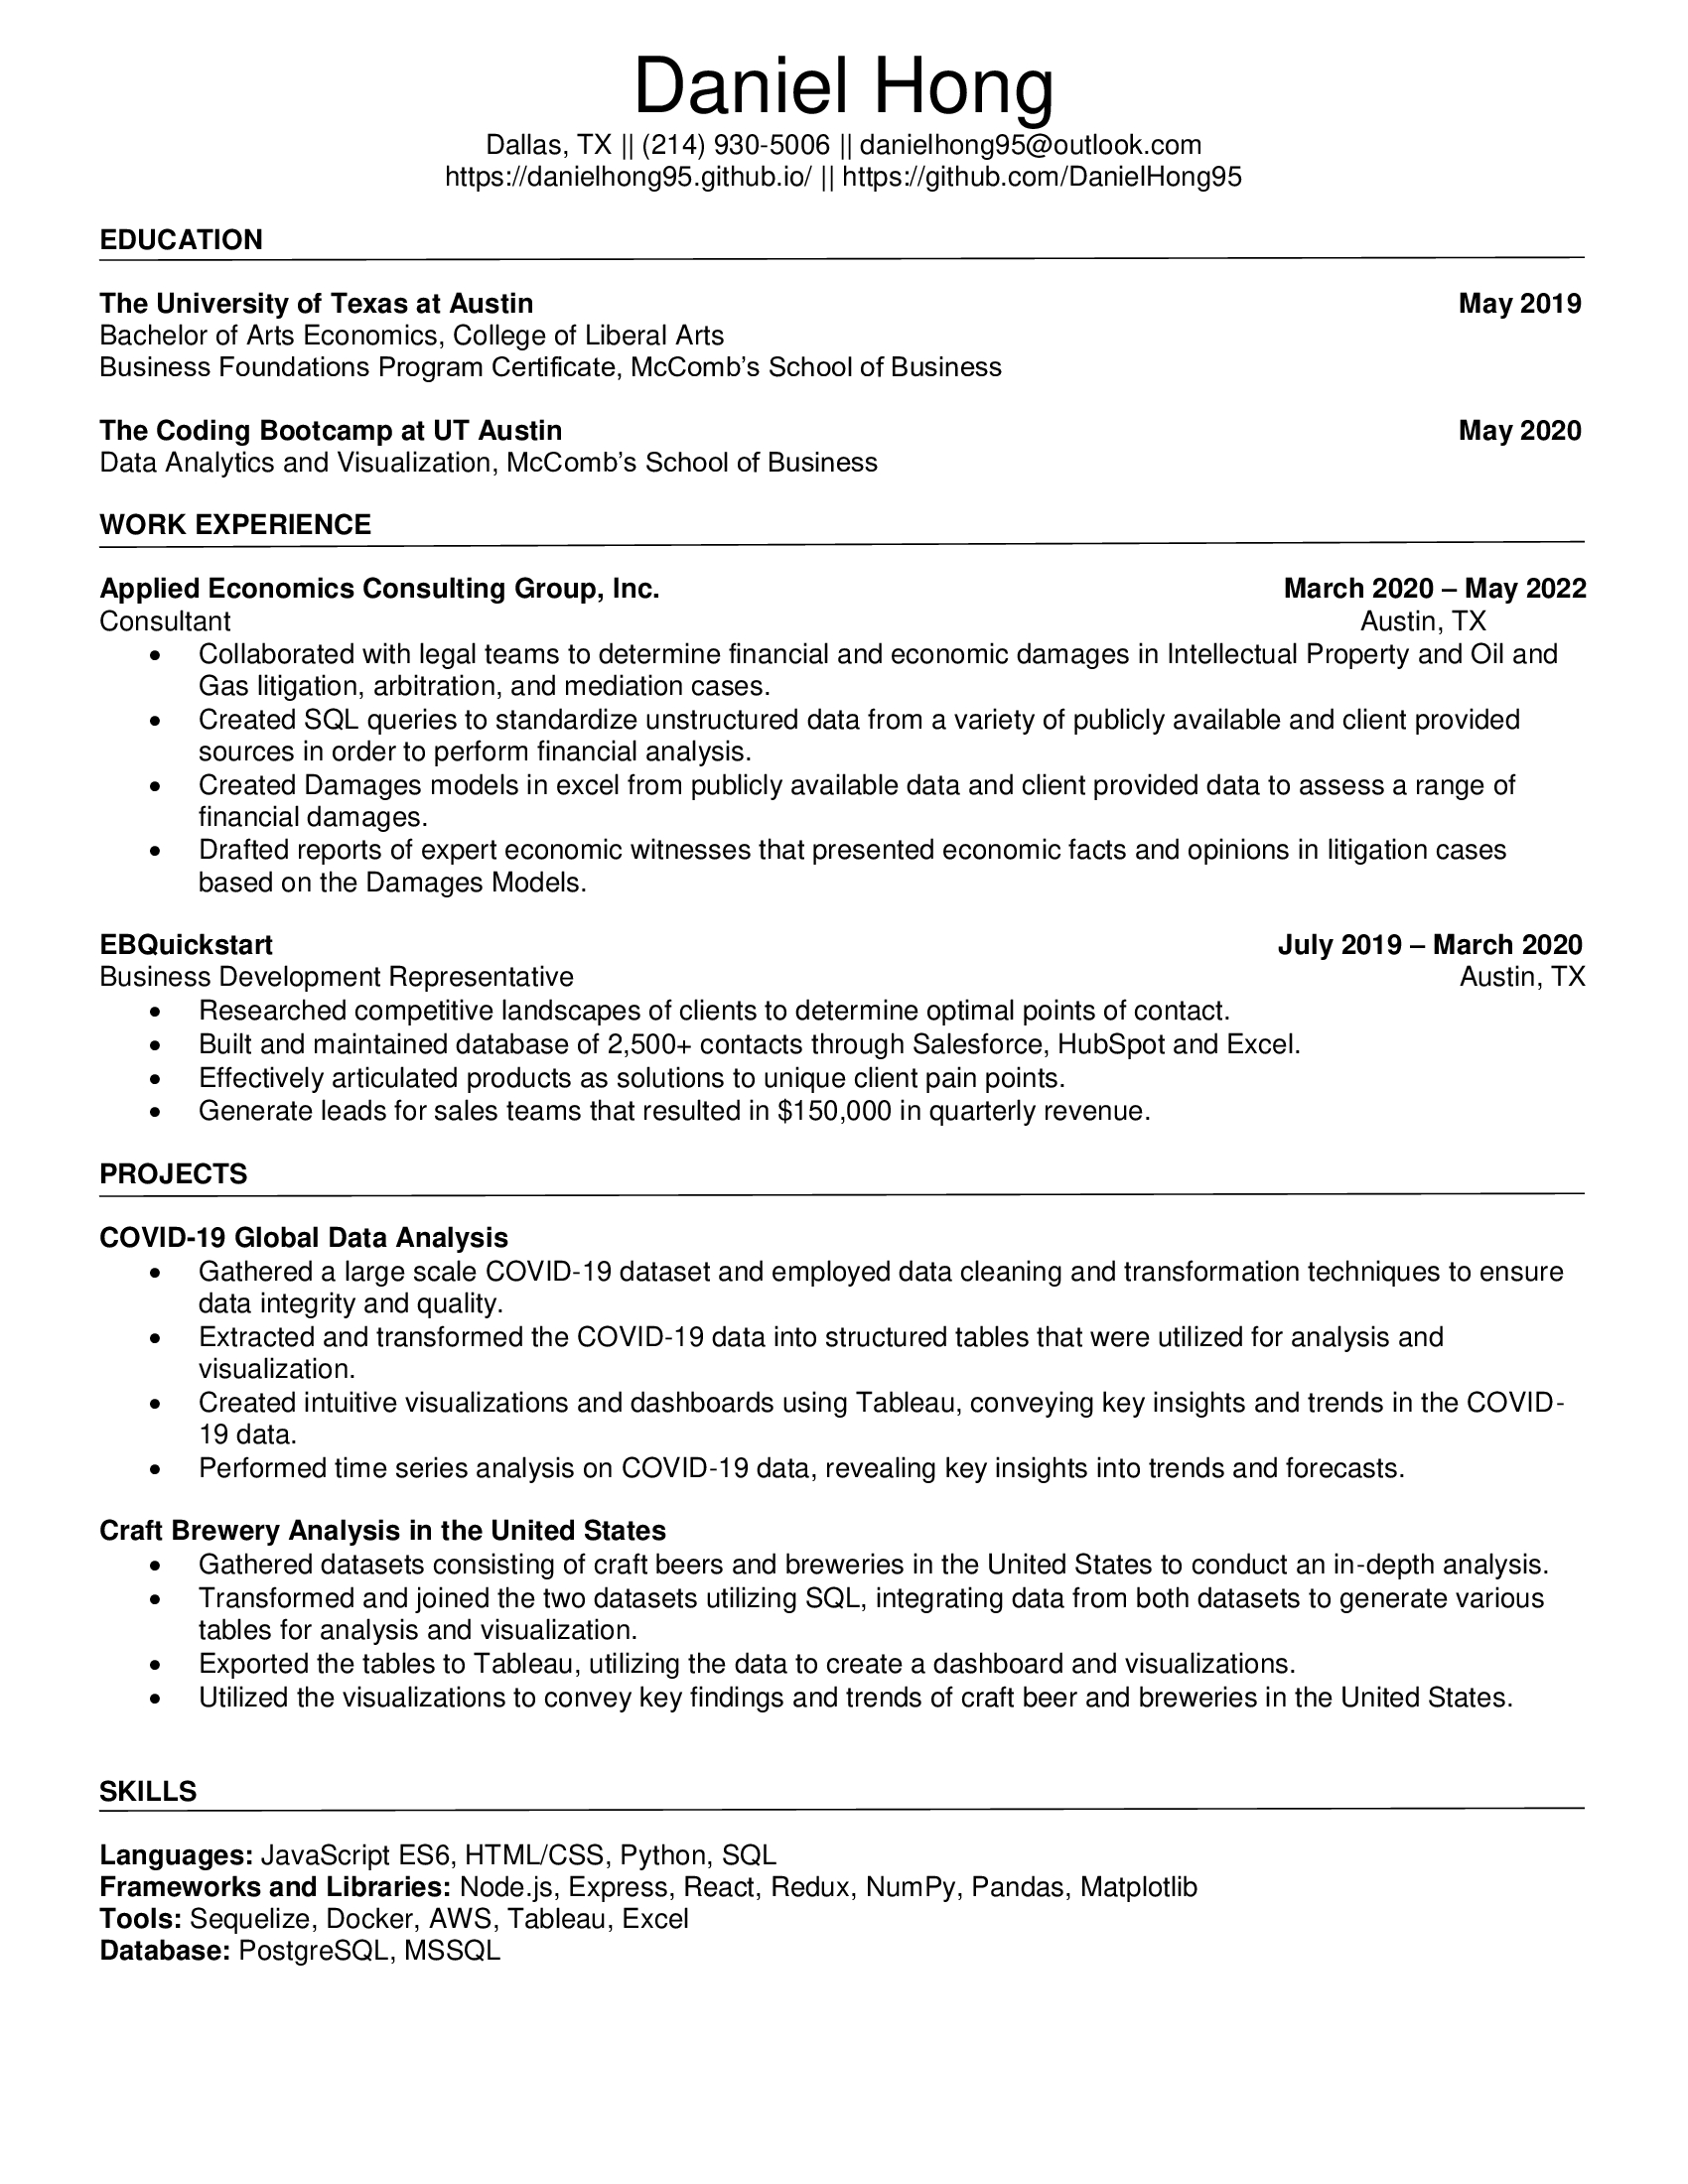 Daniel Hong
Dallas, TX || (214) 930-5006 || danielhong95@outlook.com
https://danielhong95.github.io/ || https://github.com/DanielHong95
EDUCATION
The University of Texas at Austin May 2019
Bachelor of Arts Economics, College of Liberal Arts
Business Foundations Program Certificate, McComb’s School of Business
The Coding Bootcamp at UT Austin May 2020
Data Analytics and Visualization, McComb’s School of Business
WORK EXPERIENCE
Applied Economics Consulting Group, Inc. March 2020 – May 2022
Consultant Austin, TX
• Collaborated with legal teams to determine financial and economic damages in Intellectual Property and Oil and
Gas litigation, arbitration, and mediation cases.
• Created SQL queries to standardize unstructured data from a variety of publicly available and client provided
sources in order to perform financial analysis.
• Created Damages models in excel from publicly available data and client provided data to assess a range of
financial damages.
• Drafted reports of expert economic witnesses that presented economic facts and opinions in litigation cases
based on the Damages Models.
EBQuickstart July 2019 – March 2020
Business Development Representative Austin, TX
• Researched competitive landscapes of clients to determine optimal points of contact.
• Built and maintained database of 2,500+ contacts through Salesforce, HubSpot and Excel.
• Effectively articulated products as solutions to unique client pain points.
• Generate leads for sales teams that resulted in $150,000 in quarterly revenue.
PROJECTS
COVID-19 Global Data Analysis
• Gathered a large scale COVID-19 dataset and employed data cleaning and transformation techniques to ensure
data integrity and quality.
• Extracted and transformed the COVID-19 data into structured tables that were utilized for analysis and
visualization.
• Created intuitive visualizations and dashboards using Tableau, conveying key insights and trends in the COVID-
19 data.
• Performed time series analysis on COVID-19 data, revealing key insights into trends and forecasts.
Craft Brewery Analysis in the United States
• Gathered datasets consisting of craft beers and breweries in the United States to conduct an in-depth analysis.
• Transformed and joined the two datasets utilizing SQL, integrating data from both datasets to generate various
tables for analysis and visualization.
• Exported the tables to Tableau, utilizing the data to create a dashboard and visualizations.
• Utilized the visualizations to convey key findings and trends of craft beer and breweries in the United States.
SKILLS
Languages: JavaScript ES6, HTML/CSS, Python, SQL
Frameworks and Libraries: Node.js, Express, React, Redux, NumPy, Pandas, Matplotlib
Tools: Sequelize, Docker, AWS, Tableau, Excel
Database: PostgreSQL, MSSQL